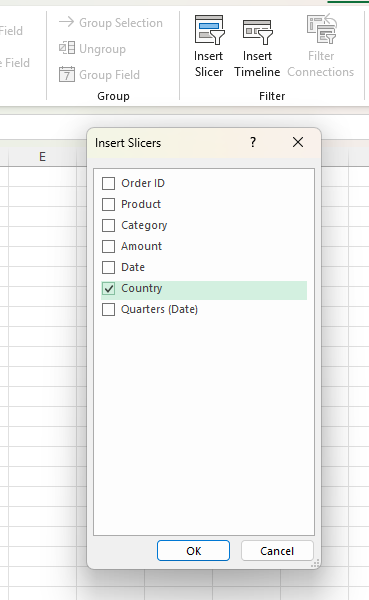 Field
Group Selection
Ungroup
Field
7 Group Field
Group
Insert
Slicer
Insert
Timeline
Filter
Connections
Filter
E
Insert Slicers
?
Order ID
Product
Category
Amount
Date
Country
Quarters (Date)
OK
Cancel